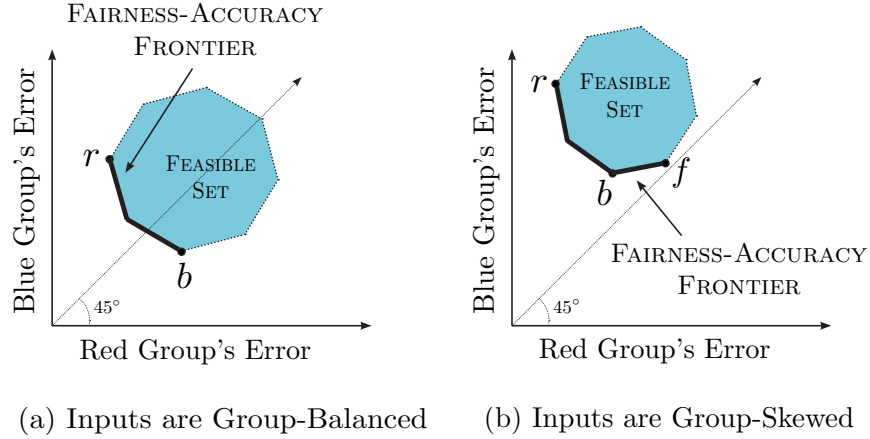 FAIRNESS-ACCURACY
FRONTIER
Blue Group's Error
r
FEASIBLE
SET
b
45°
Red Group's Error
(a) Inputs are Group-Balanced
Blue Group's Error
r
FEASIBLE
SET
b
f
FAIRNESS-ACCURACY
FRONTIER
45°
Red Group's Error
(b) Inputs are Group-Skewed